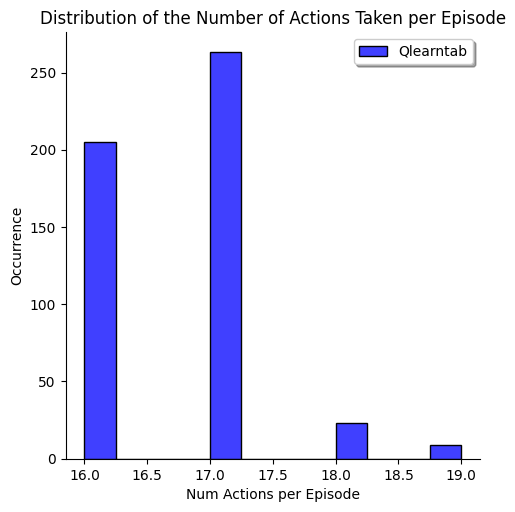 Distribution of the Number of Actions Taken per Episode
Qlearntab
250
200
150
100
50
0
Occurrence
16.0 16.5 17.0 17.5 18.0 18.5 19.0
Num Actions per Episode